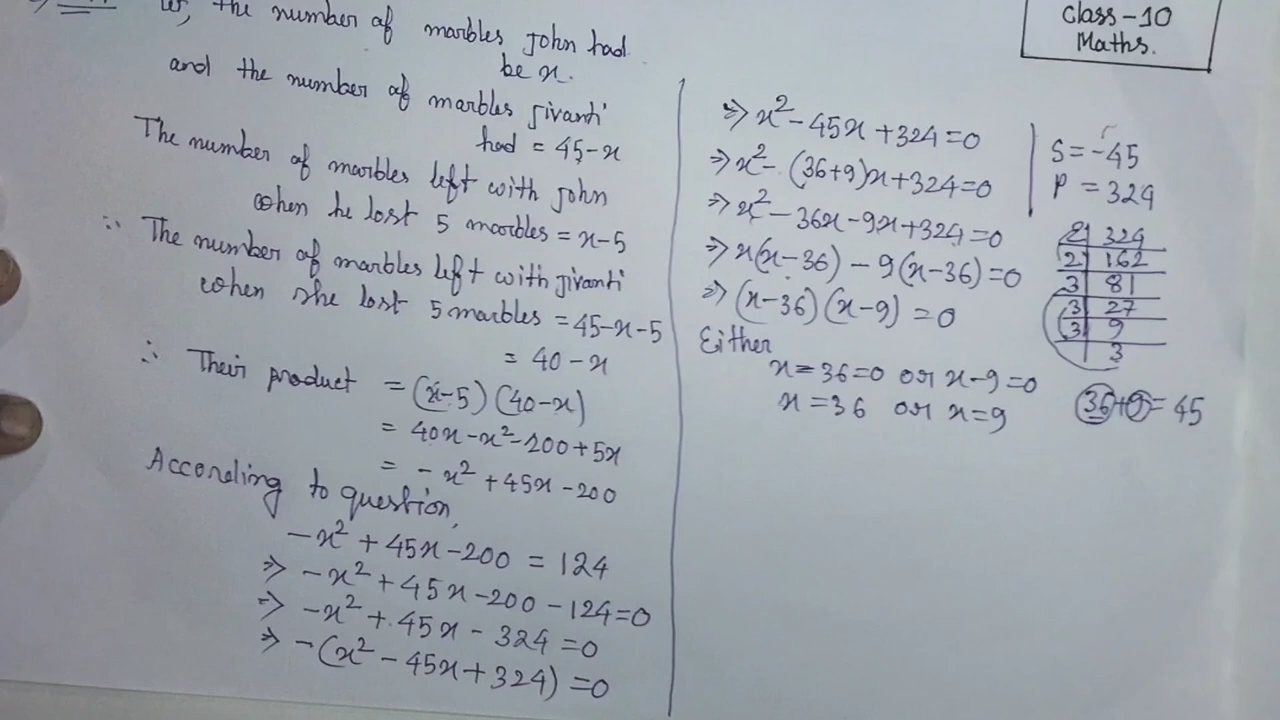 let, the number of marbles john had
be x.
and the number of marbles jivanti
had = 45-x
The number of marbles left with john
when he lost 5 marbles = x-5
∴ The number of marbles left with jivanti
when she lost 5 marbles = 45-x-5
= 40-x
∴ Their product = (x-5) (40-x)
= 40x-x²-200+5x
= -x²+45x-200
According to question,
-x²+45x-200 = 124
⇒ -x²+45x-200-124=0
⇒ -x²+45x-324=0
⇒ -(x²-45x+324)=0
Class-10
Maths.
⇒ x²-45x+324=0
⇒ x²-(36+9)x+324=0
⇒ x²-36x-9x+324=0
⇒ x(x-36)-9(x-36)=0
⇒ (x-36)(x-9)=0
Either
x-36=0 or x-9=0
x=36 or x=9
S=-45
P=324
2 324
2 162
3 81
3 27
3 9
3
36+9=45